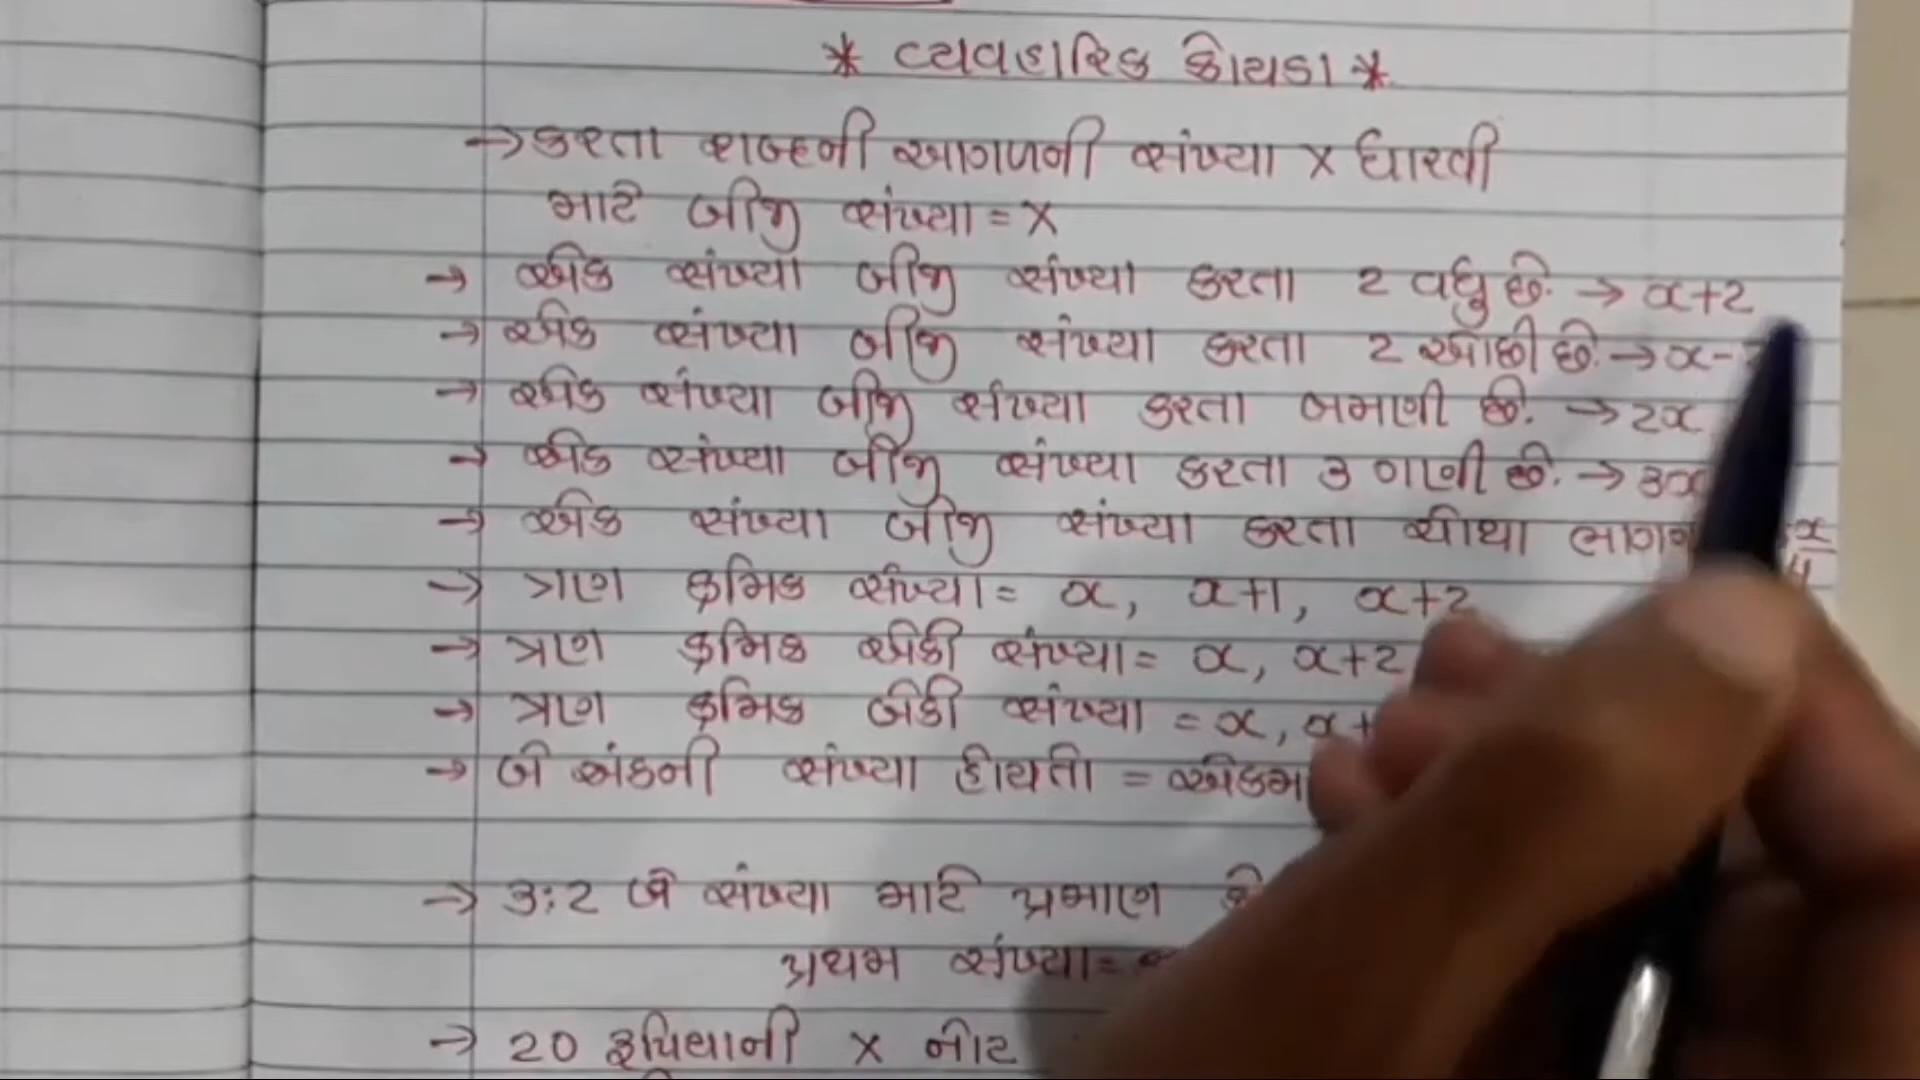 * વ્યવહારિક કોયડા *
→ કરતા શબ્દની આગળની સંખ્યા x ધારવી
માટે બીજી સંખ્યા = x
→ એક સંખ્યા બીજી સંખ્યા કરતા 2 વધુ છે. → x+2
→ એક સંખ્યા બીજી સંખ્યા કરતા 2 ઓછી છે. → x-
→ એક સંખ્યા બીજી સંખ્યા કરતા બમણી છે. → 2x
→ એક સંખ્યા બીજી સંખ્યા કરતા 3 ગણી છે. → 3x
→ એક સંખ્યા બીજી સંખ્યા કરતા ચોથા x/4
→ ત્રણ ક્રમિક સંખ્યા = x, x+1, x+2
→ ત્રણ ક્રમિક એકી સંખ્યા = x, x+2
→ ત્રણ ક્રમિક બેકી સંખ્યા = x, x+
→ બે અંકની સંખ્યા હોયતો =
→ 3:2 બે સંખ્યા માટે પ્રમાણ
પ્રથમ સંખ્યા =
→ 20 રૂપિયાની x નોટ